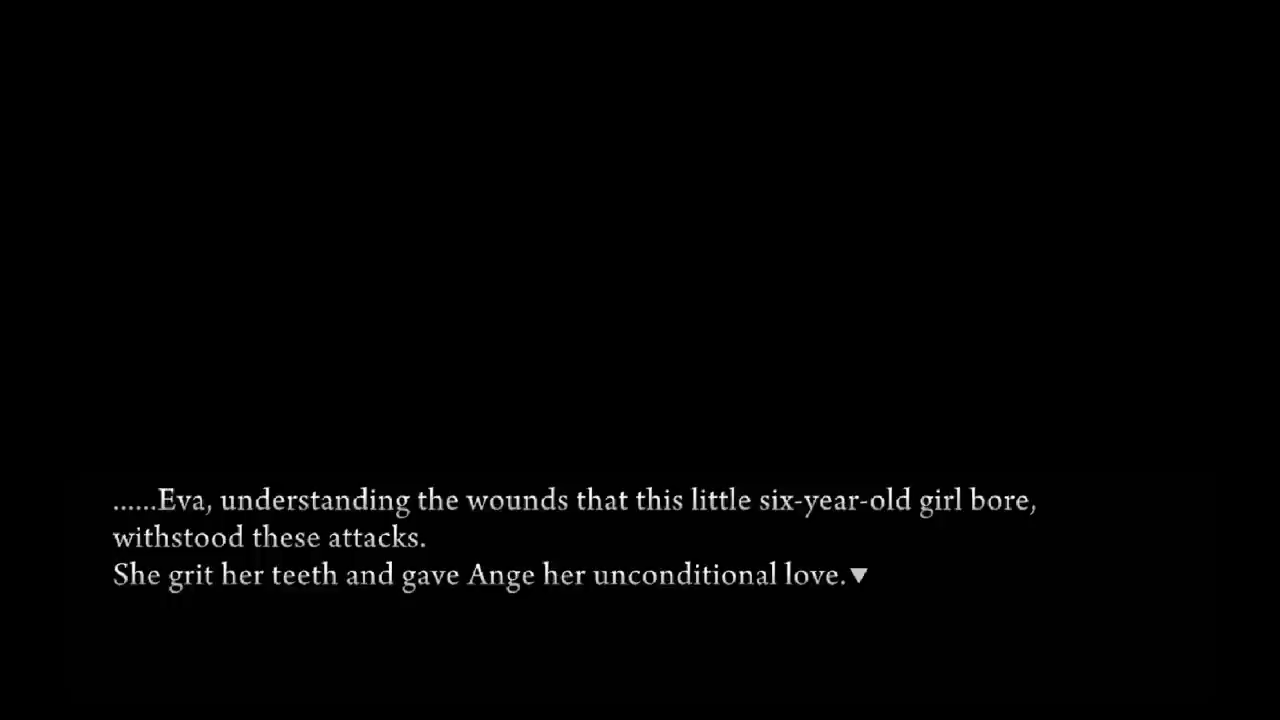 ......Eva, understanding the wounds that this little six-year-old girl bore,
withstood these attacks.
She grit her teeth and gave Ange her unconditional love.▼